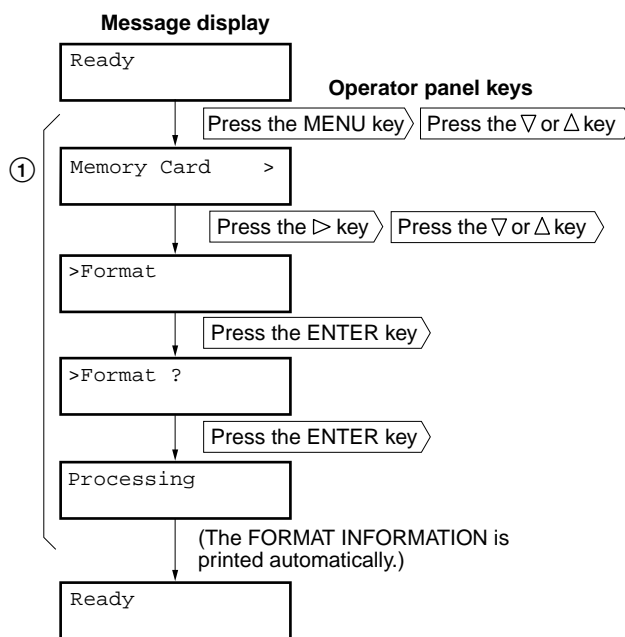 Message display
Ready
Operator panel keys
Press the MENU key Press the ▽ or △ key
①
Memory Card >
Press the ▷ key Press the ▽ or △ key
>Format
Press the ENTER key
>Format ?
Press the ENTER key
Processing
(The FORMAT INFORMATION is
printed automatically.)
Ready